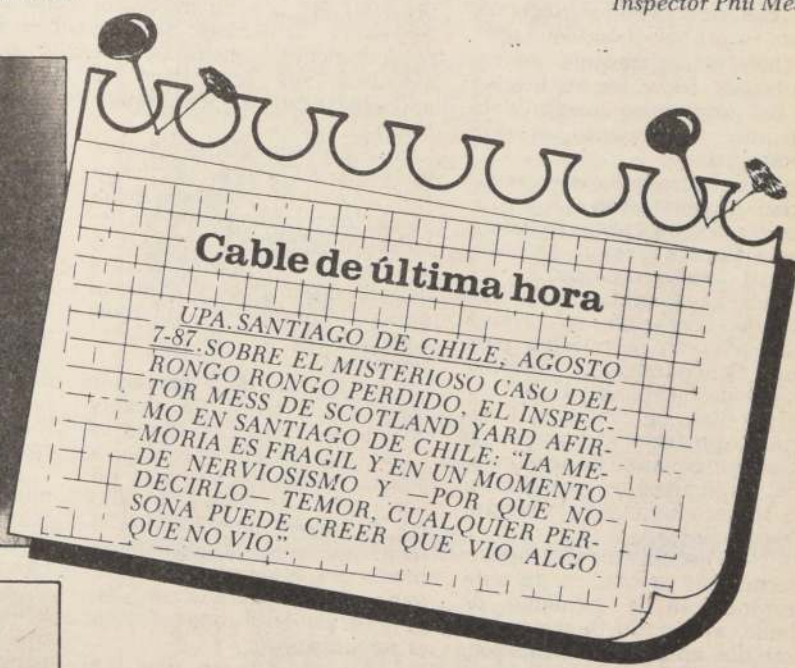 Inspector Phil Me
Cable de última hora
UPA. SANTIAGO DE CHILE, AGOSTO
7-87. SOBRE EL MISTERIOSO CASO DEL
RONGO RONGO PERDIDO, EL INSPEC-
TOR MESS DE SCOTLAND YARD AFIR-
MO EN SANTIAGO DE CHILE: “LA ME-
MORIA ES FRAGIL Y EN UN MOMENTO
DE NERVIOSISMO Y —POR QUE NO
DECIRLO— TEMOR, CUALQUIER PER-
SONA PUEDE CREER QUE VIO ALGO
QUE NO VIO”.